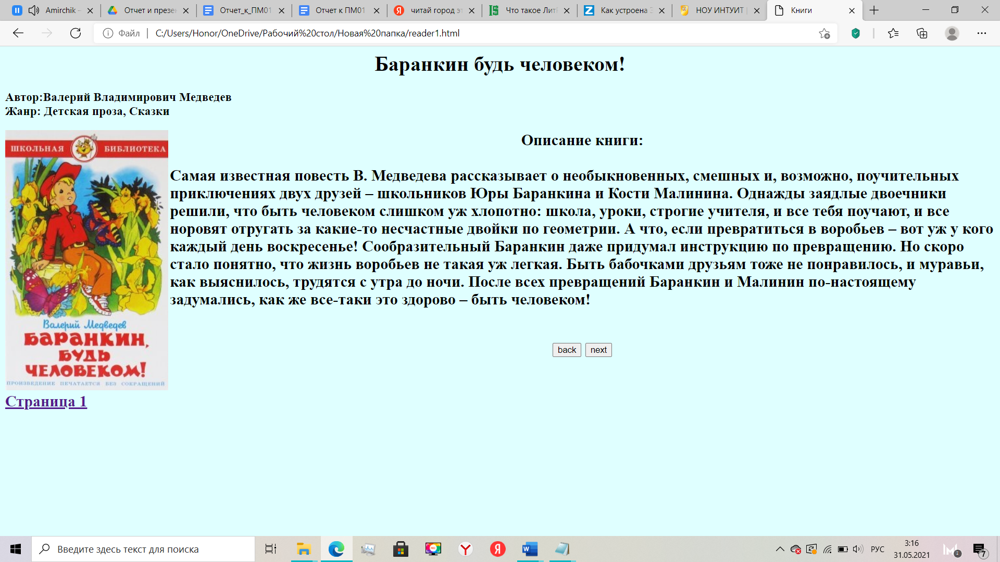 Amirchik -
Отчет и презен
Отчет_к_ПМ01
Отчет к ПМ01
читай город эт
Что такое Лит
Как устроена Э
НОУ ИНТУИТ |
Книги
Файл
C:/Users/Honor/OneDrive/Рабочий%20стол/Новая%20папка/reader1.html
Баранкин будь человеком!
Автор:Валерий Владимирович Медведев
Жанр: Детская проза, Сказки
ШКОЛЬНАЯ БИБЛИОТЕКА
Валерий Медведев
БАРАНКИН,
БУДЬ
ЧЕЛОВЕКОМ!
ПРОИЗВЕДЕНИЕ ПЕЧАТАЕТСЯ БЕЗ СОКРАЩЕНИЙ
Описание книги:
Самая известная повесть В. Медведева рассказывает о необыкновенных, смешных и, возможно, поучительных
приключениях двух друзей – школьников Юры Баранкина и Кости Малинина. Однажды заядлые двоечники
решили, что быть человеком слишком уж хлопотно: школа, уроки, строгие учителя, и все тебя поучают, и все
норовят отругать за какие-то несчастные двойки по геометрии. А что, если превратиться в воробьев – вот уж у кого
каждый день воскресенье! Сообразительный Баранкин даже придумал инструкцию по превращению. Но скоро
стало понятно, что жизнь воробьев не такая уж легкая. Быть бабочками друзьям тоже не понравилось, и муравьи,
как выяснилось, трудятся с утра до ночи. После всех превращений Баранкин и Малинин по-настоящему
задумались, как же все-таки это здорово – быть человеком!
back next
Страница 1
Введите здесь текст для поиска
РУС
3:16
31.05.2021
3
7